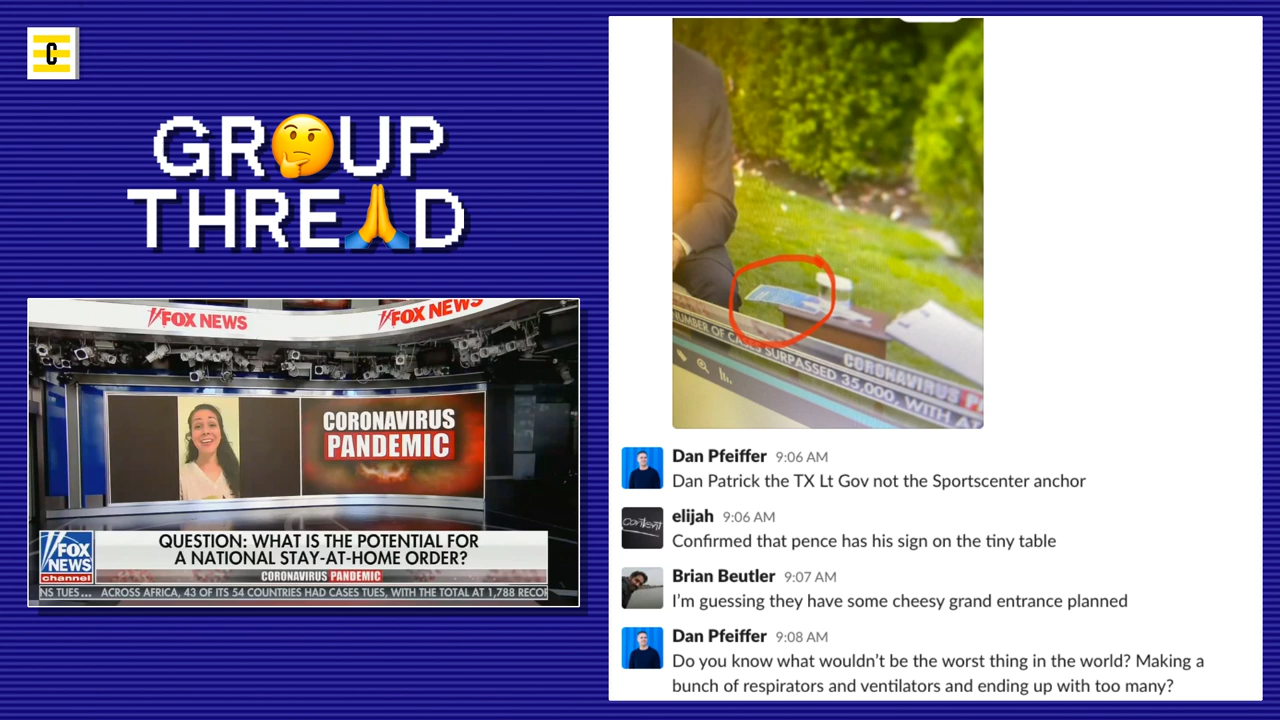 C
GR🤔UP
THRE🙏D
FOX NEWS
FOX NEWS
CORONAVIRUS
PANDEMIC
QUESTION: WHAT IS THE POTENTIAL FOR
A NATIONAL STAY-AT-HOME ORDER?
FOX
NEWS
channel
CORONAVIRUS PANDEMIC
NS TUES... ACROSS AFRICA, 43 OF ITS 54 COUNTRIES HAD CASES TUES, WITH THE TOTAL AT 1,788 RECOR
CORONAVIRUS P
NUMBER OF CASES SURPASSED 35,000, WITH AT
Dan Pfeiffer 9:06 AM
Dan Patrick the TX Lt Gov not the Sportscenter anchor
content
elijah 9:06 AM
Confirmed that pence has his sign on the tiny table
Brian Beutler 9:07 AM
I'm guessing they have some cheesy grand entrance planned
Dan Pfeiffer 9:08 AM
Do you know what wouldn't be the worst thing in the world? Making a
bunch of respirators and ventilators and ending up with too many?